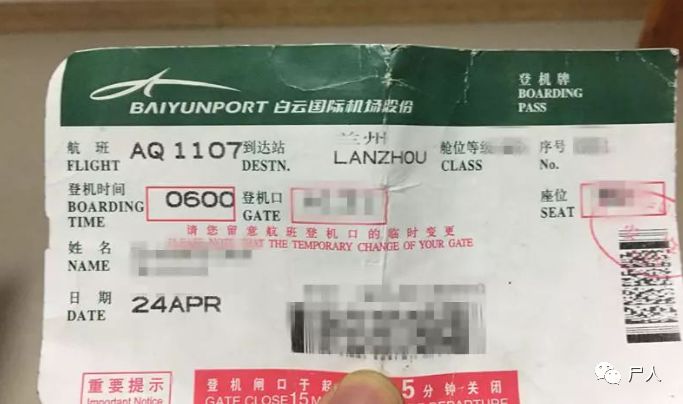 登机牌
BOARDING
PASS
BAIYUNPORT 白云国际机场股份
航班 AQ 1107 到达站 兰州 舱位等级 序号
FLIGHT DESTN. LANZHOU CLASS No.
登机时间 0600 登机口 座位
BOARDING GATE SEAT
TIME
请您留意航班登机口的临时变更
PLEASE NOTE THAT THE TEMPORARY CHANGE OF YOUR GATE
姓名
NAME
日期 24APR
DATE
重要提示 登机闸口于起 5分钟关闭
Important Notice GATE CLOSE 15 M DEPARTURE
尸人